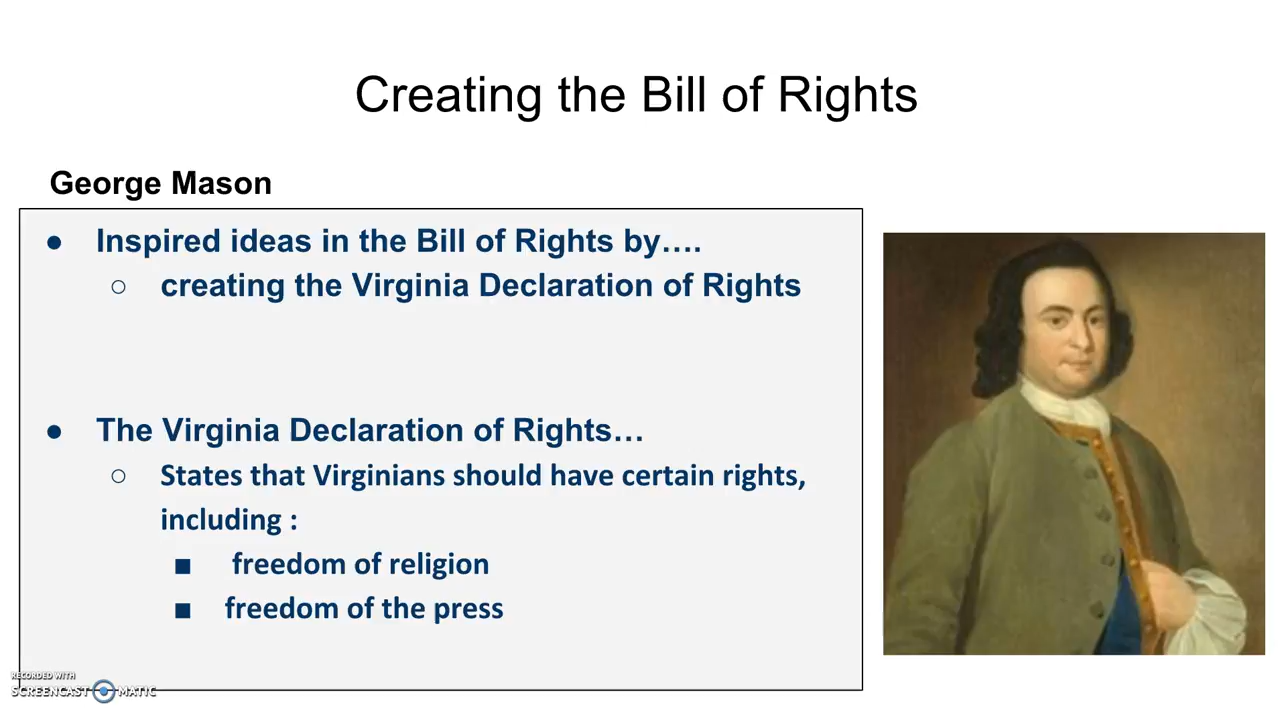 Creating the Bill of Rights
George Mason
● Inspired ideas in the Bill of Rights by….
○ creating the Virginia Declaration of Rights
● The Virginia Declaration of Rights…
○ States that Virginians should have certain rights,
including :
■ freedom of religion
■ freedom of the press
RECORDED WITH
SCREENCAST MATIC